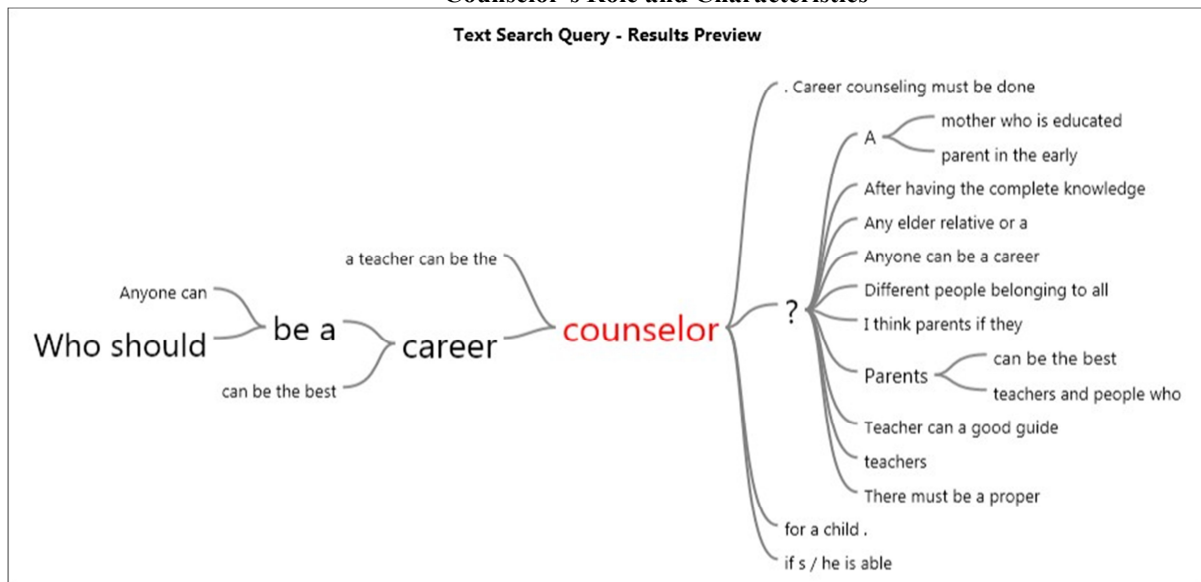 Counselor's Role and Characteristics
Text Search Query - Results Preview
Anyone can
Who should
be a
can be the best
career
a teacher can be the
counselor
. Career counseling must be done
?
A
mother who is educated
parent in the early
After having the complete knowledge
Any elder relative or a
Anyone can be a career
Different people belonging to all
I think parents if they
Parents
can be the best
teachers and people who
Teacher can a good guide
teachers
There must be a proper
for a child .
if s / he is able